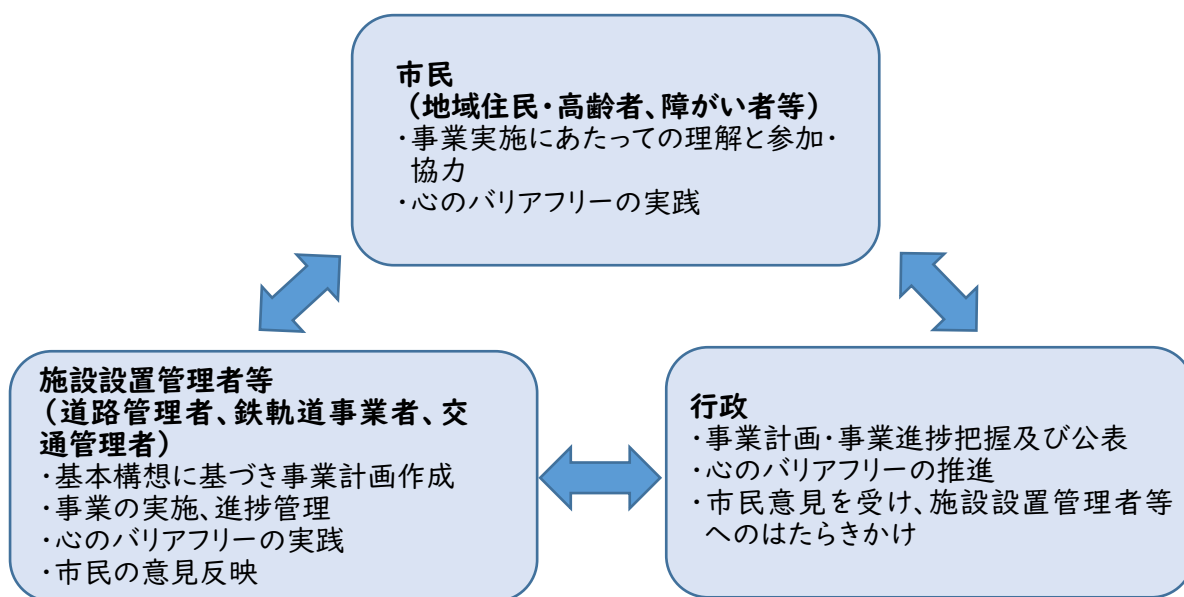 市民
（地域住民・高齢者、障がい者等）
・事業実施にあたっての理解と参加・
協力
・心のバリアフリーの実践
施設設置管理者等
（道路管理者、鉄軌道事業者、交
通管理者）
・基本構想に基づき事業計画作成
・事業の実施、進捗管理
・心のバリアフリーの実践
・市民の意見反映
行政
・事業計画・事業進捗把握及び公表
・心のバリアフリーの推進
・市民意見を受け、施設設置管理者等
へのはたらきかけ